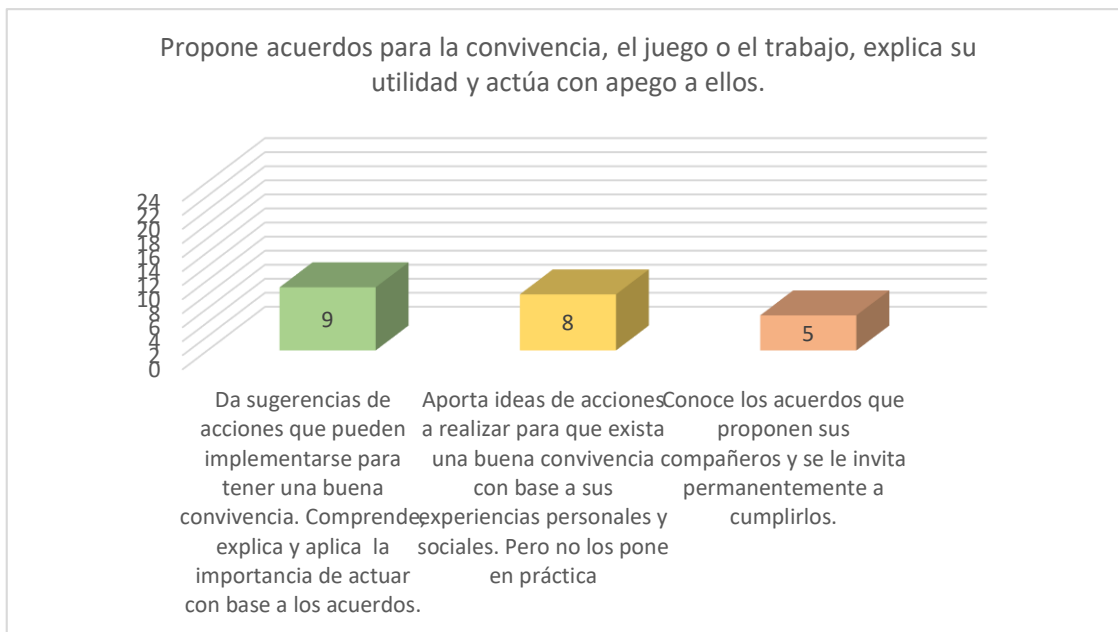 Propone acuerdos para la convivencia, el juego o el trabajo, explica su
utilidad y actúa con apego a ellos.
24
22
20
18
16
14
12
10
8
6
4
2
0
9
8
5
Da sugerencias de
acciones que pueden
implementarse para
tener una buena
convivencia. Comprende,
explica y aplica la
importancia de actuar
con base a los acuerdos.
Aporta ideas de acciones
a realizar para que exista
una buena convivencia
con base a sus
experiencias personales y
sociales. Pero no los pone
en práctica
Conoce los acuerdos que
proponen sus
compañeros y se le invita
permanentemente a
cumplirlos.